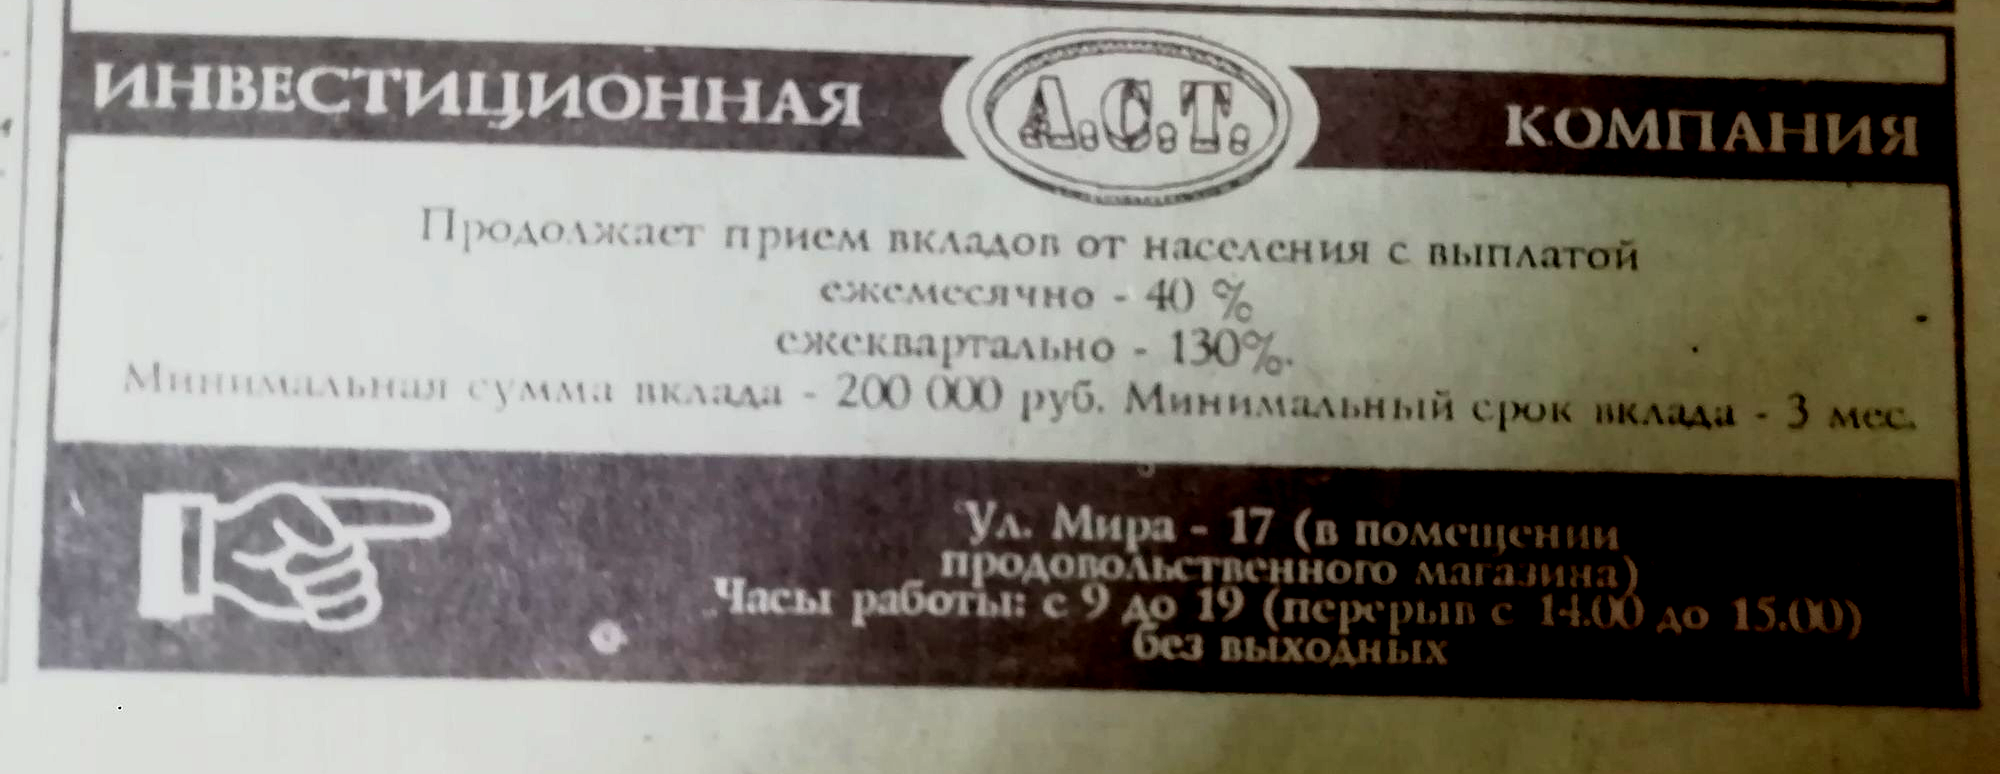 ИНВЕСТИЦИОННАЯ А.С.Т. КОМПАНИЯ
Продолжает прием вкладов от населения с выплатой
ежемесячно - 40 %
ежеквартально - 130%.
Минимальная сумма вклада - 200 000 руб. Минимальный срок вклада - 3 мес.
Ул. Мира - 17 (в помещении
продовольственного магазина)
Часы работы: с 9 до 19 (перерыв с 14.00 до 15.00)
без выходных